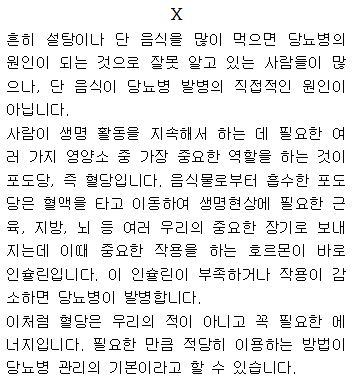 X
흔히 설탕이나 단 음식을 많이 먹으면 당뇨병의
원인이 되는 것으로 잘못 알고 있는 사람들이 많
으나, 단 음식이 당뇨병 발병의 직접적인 원인이
아닙니다.
사람이 생명 활동을 지속해서 하는 데 필요한 여
러 가지 영양소 중 가장 중요한 역할을 하는 것이
포도당, 즉 혈당입니다. 음식물로부터 흡수한 포도
당은 혈액을 타고 이동하여 생명현상에 필요한 근
육, 지방, 뇌 등 여러 우리의 중요한 장기로 보내
지는데 이때 중요한 작용을 하는 호르몬이 바로
인슐린입니다. 이 인슐린이 부족하거나 작용이 감
소하면 당뇨병이 발병합니다.
이처럼 혈당은 우리의 적이 아니고 꼭 필요한 에
너지입니다. 필요한 만큼 적당히 이용하는 방법이
당뇨병 관리의 기본이라고 할 수 있습니다.